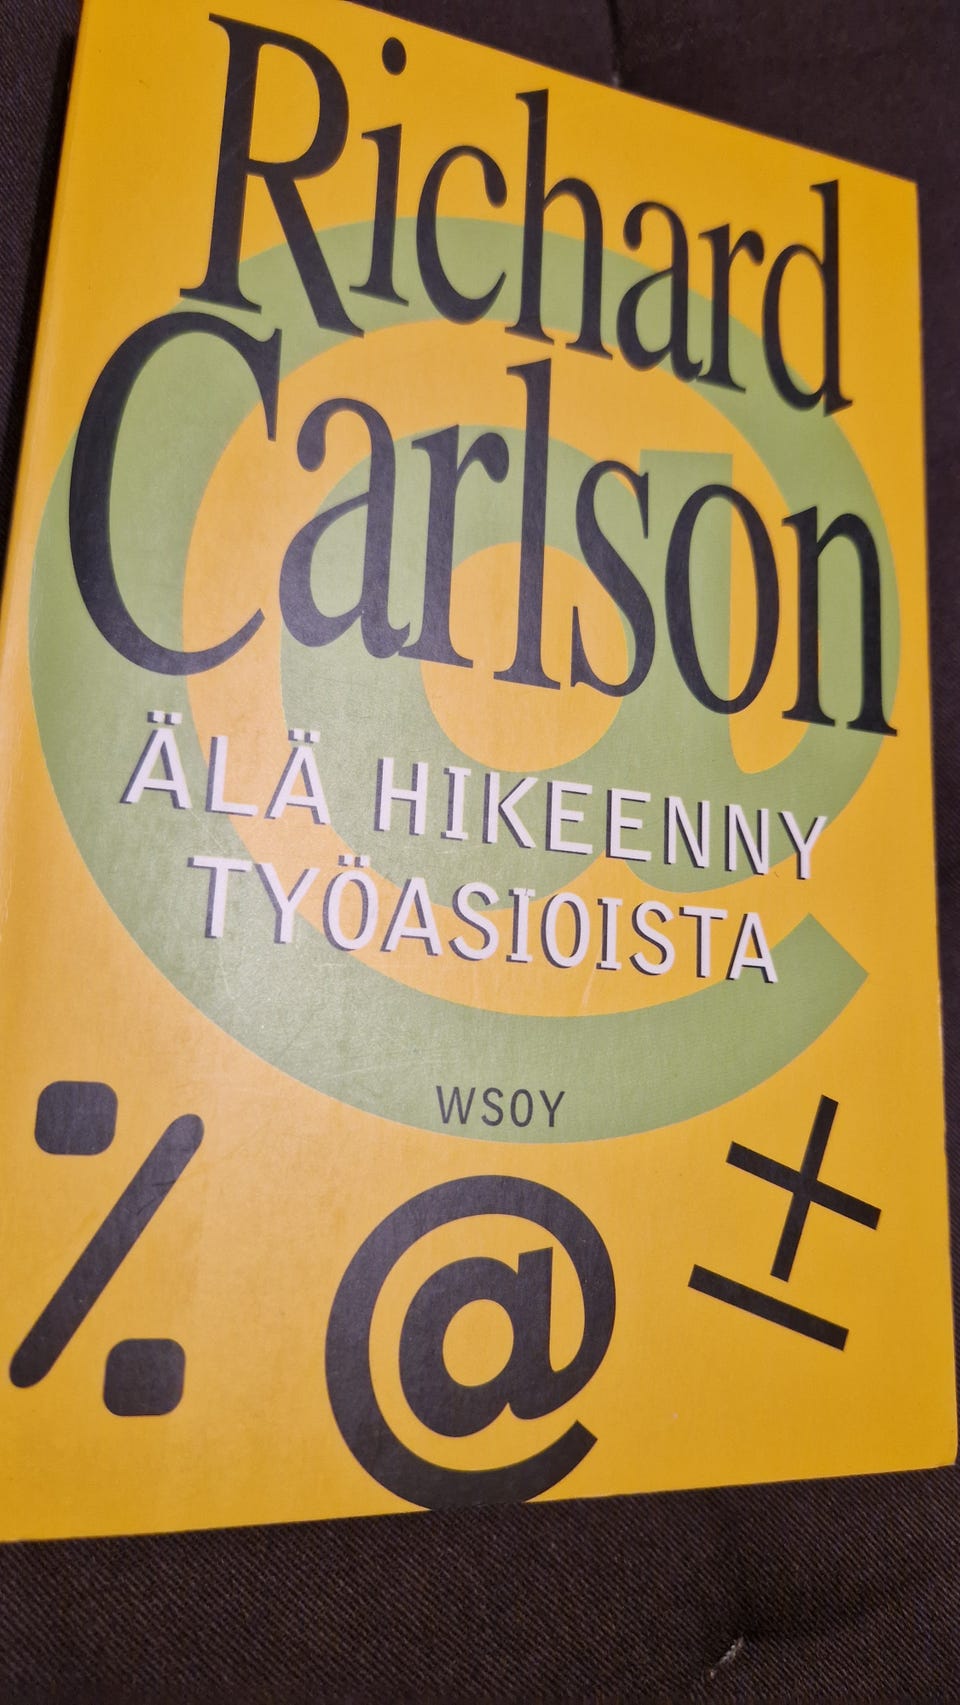 Richard
Carlson
ÄLÄ HIKEENNY
TYÖASIOISTA
WSOY
% @ ±